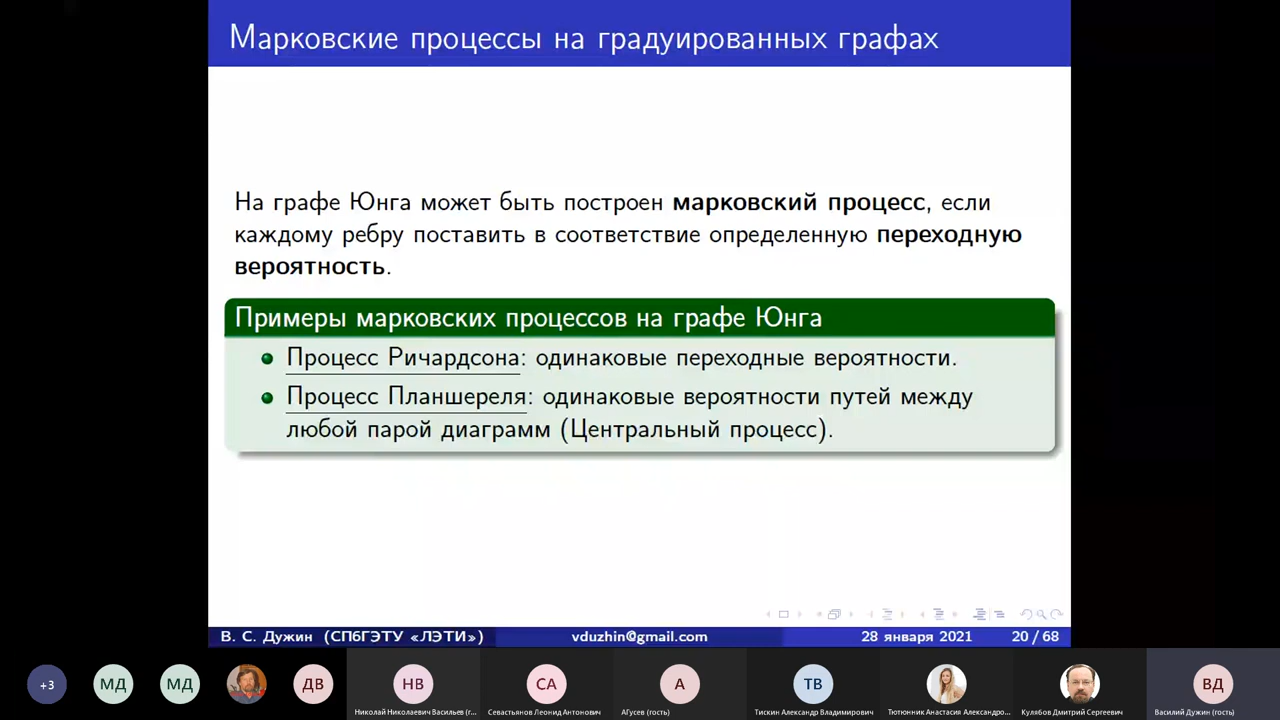 Марковские процессы на градуированных графах
На графе Юнга может быть построен марковский процесс, если
каждому ребру поставить в соответствие определенную переходную
вероятность.
Примеры марковских процессов на графе Юнга
Процесс Ричардсона: одинаковые переходные вероятности.
Процесс Планшереля: одинаковые вероятности путей между
любой парой диаграмм (Центральный процесс).
В. С. Дужин (СПбГЭТУ «ЛЭТИ») vduzhin@gmail.com 28 января 2021 20 / 68
+3 МД МД ДВ НВ СА А ТВ ВД
Николай Николаевич Васильев (г... Севастьянов Леонид Антонович АГусев (гость) Тискин Александр Владимирович Тютюнник Анастасия Александро... Кулябов Дмитрий Сергеевич Василий Дужин (гость)